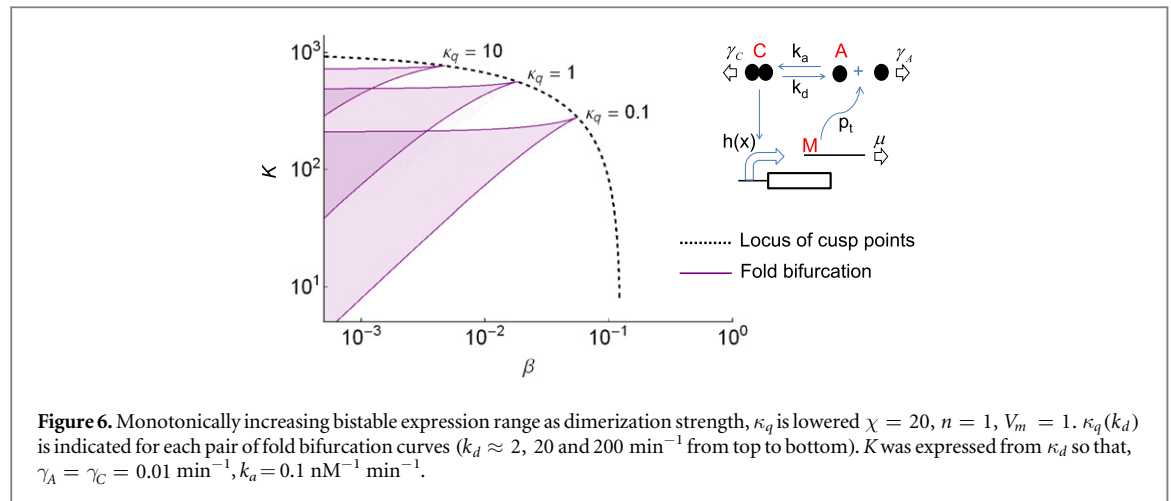 10³
κq = 10
κq = 1
κq = 0.1
10²
K
10¹
10⁻³
10⁻²
10⁻¹
10⁰
β
γC
C
ka
A
γA
+
kd
pt
h(x)
M
μ
Locus of cusp points
Fold bifurcation
Figure 6. Monotonically increasing bistable expression range as dimerization strength, κq is lowered χ = 20, n = 1, Vm = 1. κq(kd)
is indicated for each pair of fold bifurcation curves (kd ≈ 2, 20 and 200 min⁻¹ from top to bottom). K was expressed from κd so that,
γA = γC = 0.01 min⁻¹, ka = 0.1 nM⁻¹ min⁻¹.